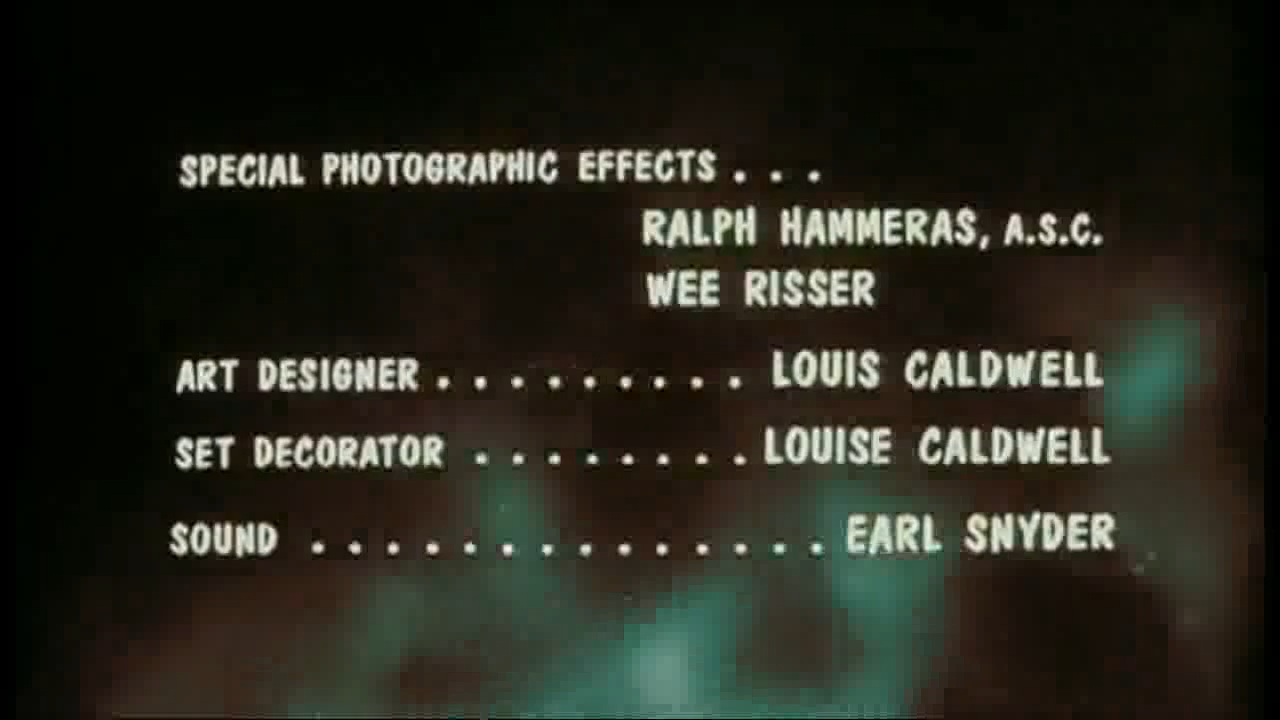 SPECIAL PHOTOGRAPHIC EFFECTS . . .
RALPH HAMMERAS, A.S.C.
WEE RISSER
ART DESIGNER . . . . . . . . . LOUIS CALDWELL
SET DECORATOR . . . . . . . . LOUISE CALDWELL
SOUND . . . . . . . . . . . . . . . EARL SNYDER